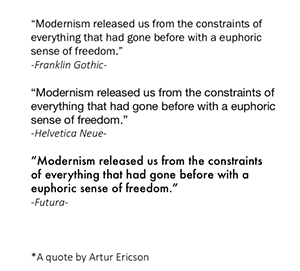 “Modernism released us from the constraints of
everything that had gone before with a euphoric
sense of freedom.”
-Franklin Gothic-
“Modernism released us from the constraints of
everything that had gone before with a euphoric
sense of freedom.”
-Helvetica Neue-
“Modernism released us from the constraints
of everything that had gone before with a
euphoric sense of freedom.”
-Futura-
*A quote by Artur Ericson